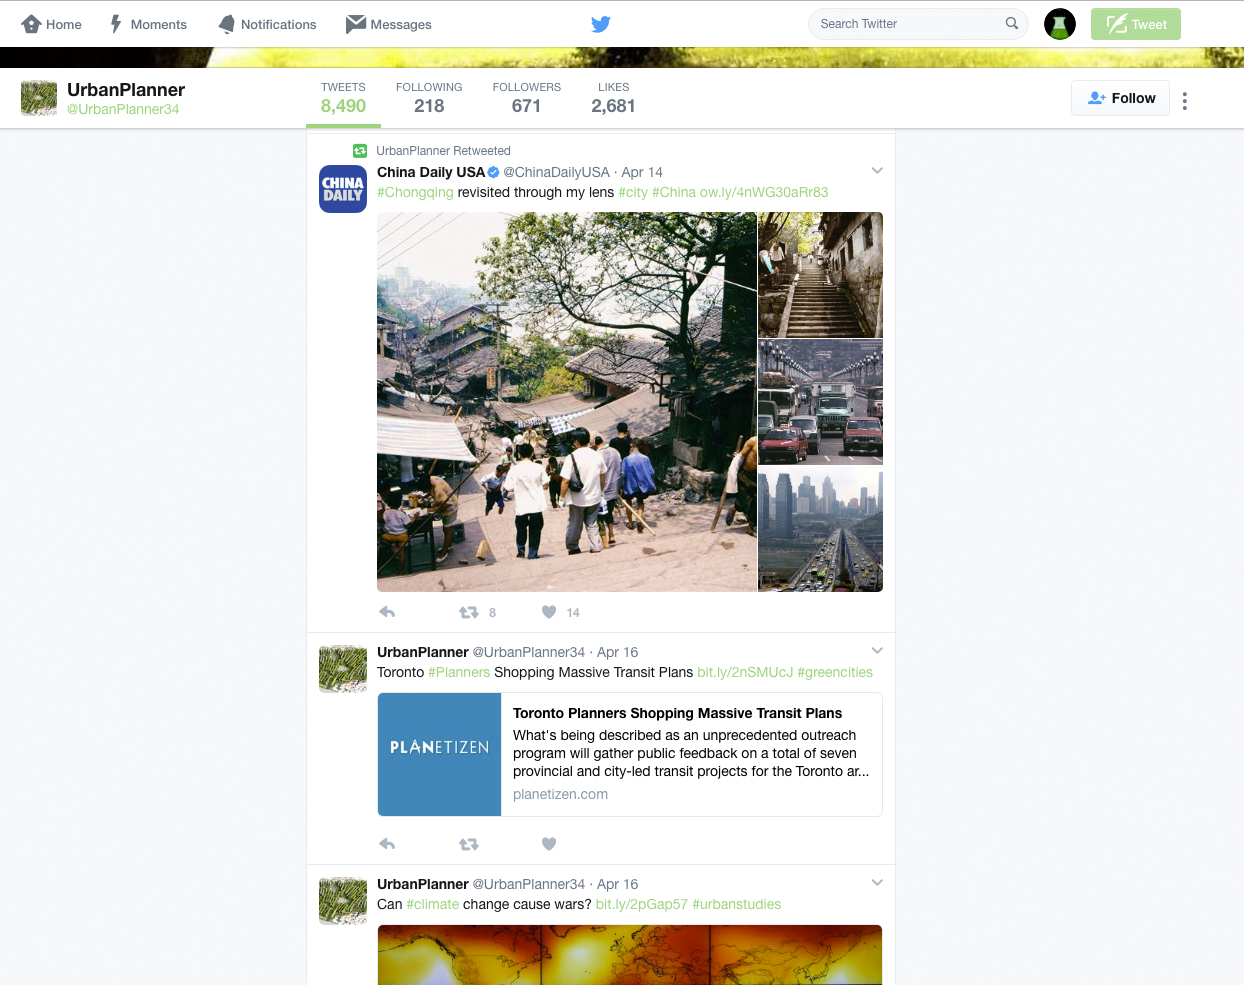 Home Moments Notifications Messages Search Twitter Tweet
UrbanPlanner
@UrbanPlanner34
TWEETS FOLLOWING FOLLOWERS LIKES
8,490 218 671 2,681
Follow
UrbanPlanner Retweeted
China Daily USA @ChinaDailyUSA · Apr 14
#Chongqing revisited through my lens #city #China ow.ly/4nWG30aRr83
CHINA
DAILY
8 14
UrbanPlanner @UrbanPlanner34 · Apr 16
Toronto #Planners Shopping Massive Transit Plans bit.ly/2nSMUcJ #greencities
PLANETIZEN
Toronto Planners Shopping Massive Transit Plans
What's being described as an unprecedented outreach
program will gather public feedback on a total of seven
provincial and city-led transit projects for the Toronto ar...
planetizen.com
UrbanPlanner @UrbanPlanner34 · Apr 16
Can #climate change cause wars? bit.ly/2pGap57 #urbanstudies